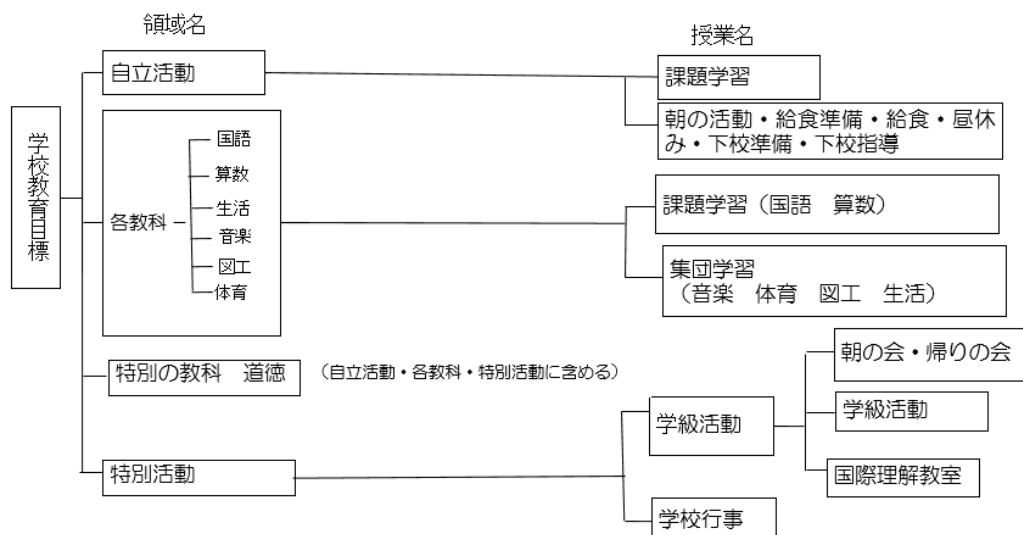 領域名
授業名
学校教育目標
自立活動
課題学習
朝の活動・給食準備・給食・昼休
み・下校準備・下校指導
各教科
国語
算数
生活
音楽
図工
体育
課題学習（国語　算数）
集団学習
（音楽　体育　図工　生活）
特別の教科　道徳
（自立活動・各教科・特別活動に含める）
特別活動
学級活動
朝の会・帰りの会
学級活動
国際理解教室
学校行事